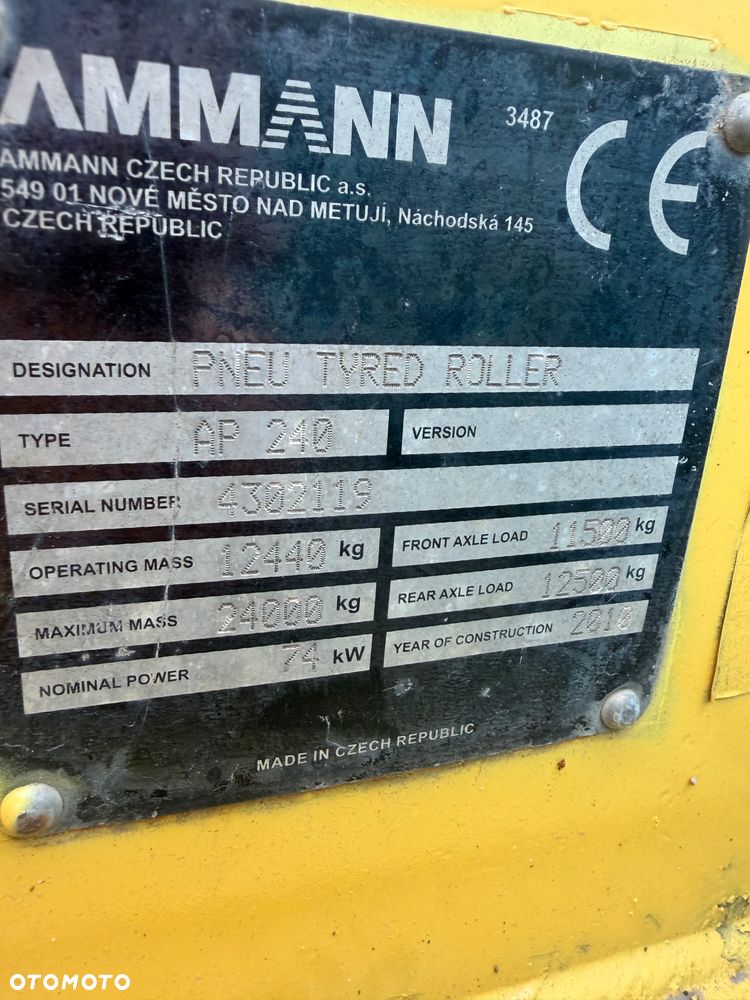 AMMANN
3487
CE
AMMANN CZECH REPUBLIC a.s.
549 01 NOVÉ MĚSTO NAD METUJÍ, Náchodská 145
CZECH REPUBLIC
DESIGNATION PNEU TYRED ROLLER
TYPE AP 240 VERSION
SERIAL NUMBER 4302119
OPERATING MASS 12440 kg FRONT AXLE LOAD 11500 kg
MAXIMUM MASS 24000 kg REAR AXLE LOAD 12500 kg
NOMINAL POWER 74 kW YEAR OF CONSTRUCTION 2010
MADE IN CZECH REPUBLIC
OTOMOTO